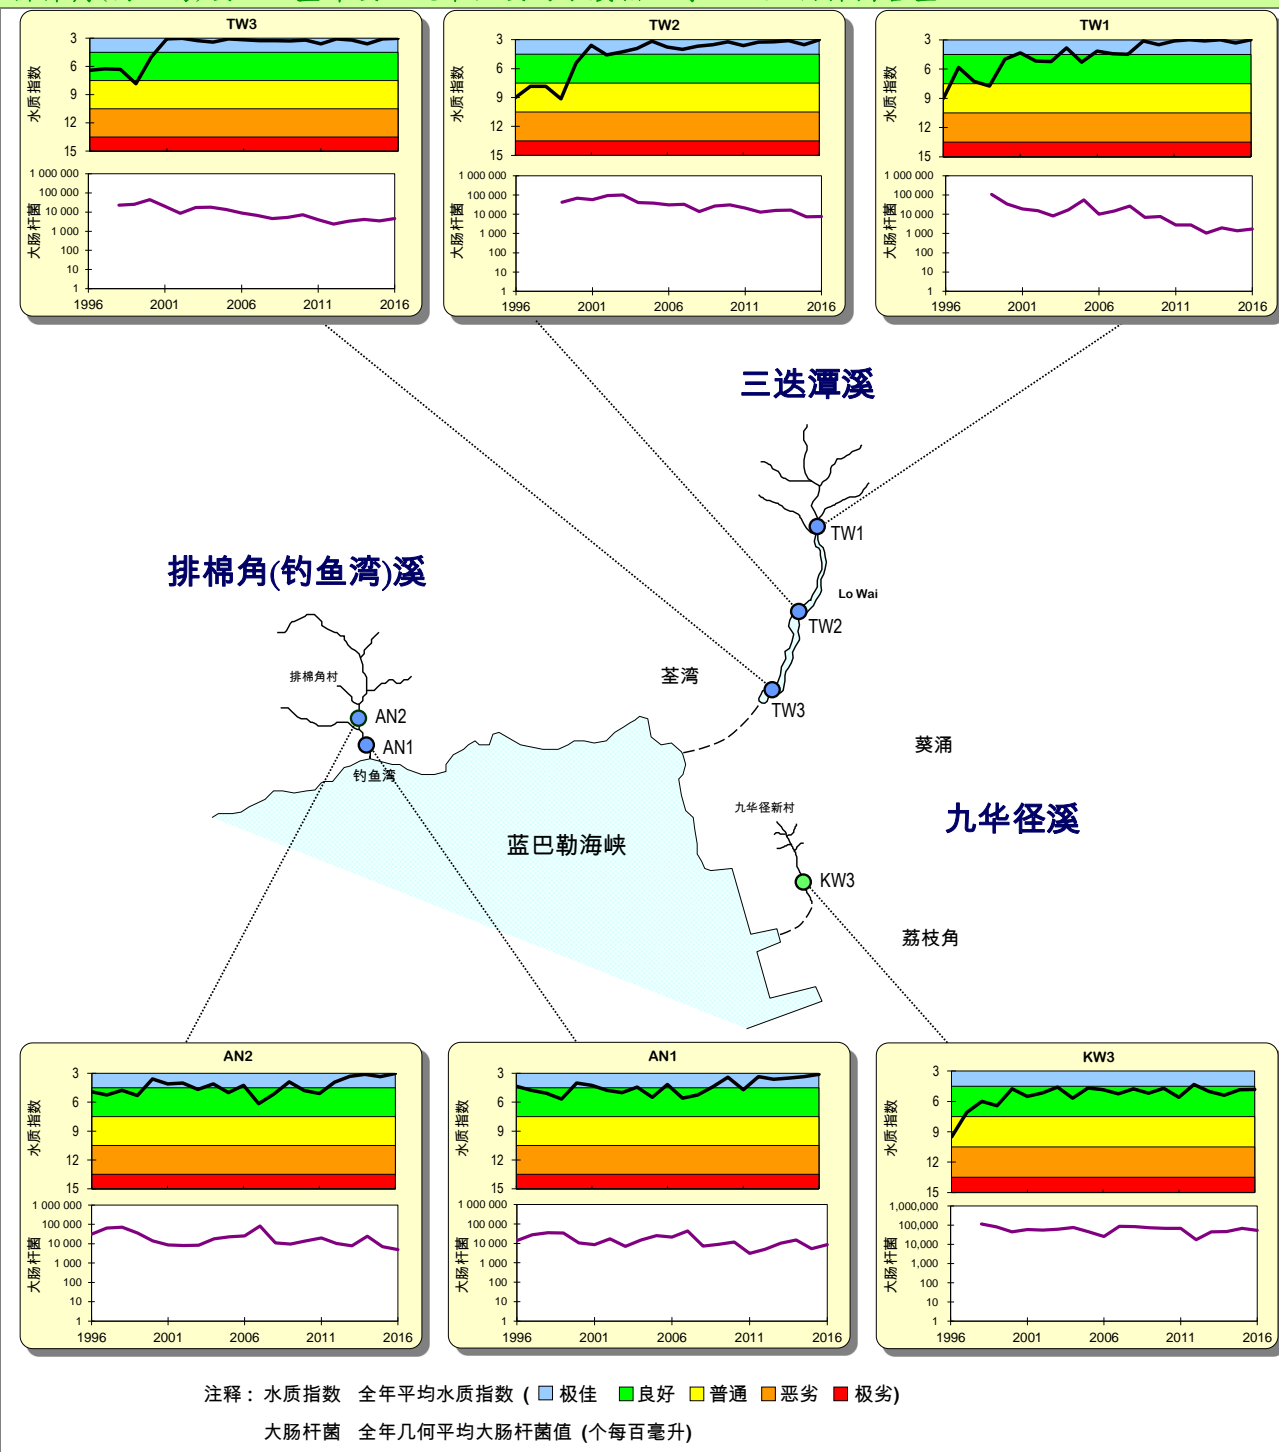 TW3
水质指数
3
6
9
12
15
大肠杆菌
1 000 000
100 000
10 000
1 000
100
10
1
1996 2001 2006 2011 2016
TW2
水质指数
3
6
9
12
15
大肠杆菌
1 000 000
100 000
10 000
1 000
100
10
1
1996 2001 2006 2011 2016
TW1
水质指数
3
6
9
12
15
大肠杆菌
1 000 000
100 000
10 000
1 000
100
10
1
1996 2001 2006 2011 2016
三迭潭溪
TW1
排棉角(钓鱼湾)溪
Lo Wai
TW2
排棉角村
荃湾
TW3
AN2
AN1
葵涌
钓鱼湾
九华径新村
九华径溪
蓝巴勒海峡
KW3
荔枝角
AN2
水质指数
3
6
9
12
15
大肠杆菌
1 000 000
100 000
10 000
1 000
100
10
1
1996 2001 2006 2011 2016
AN1
水质指数
3
6
9
12
15
大肠杆菌
1 000 000
100 000
10 000
1 000
100
10
1
1996 2001 2006 2011 2016
KW3
水质指数
3
6
9
12
15
大肠杆菌
1,000,000
100,000
10,000
1,000
100
10
1
1996 2001 2006 2011 2016
注释：水质指数 全年平均水质指数 ( 极佳 良好 普通 恶劣 极劣)
大肠杆菌 全年几何平均大肠杆菌值 (个每百毫升)